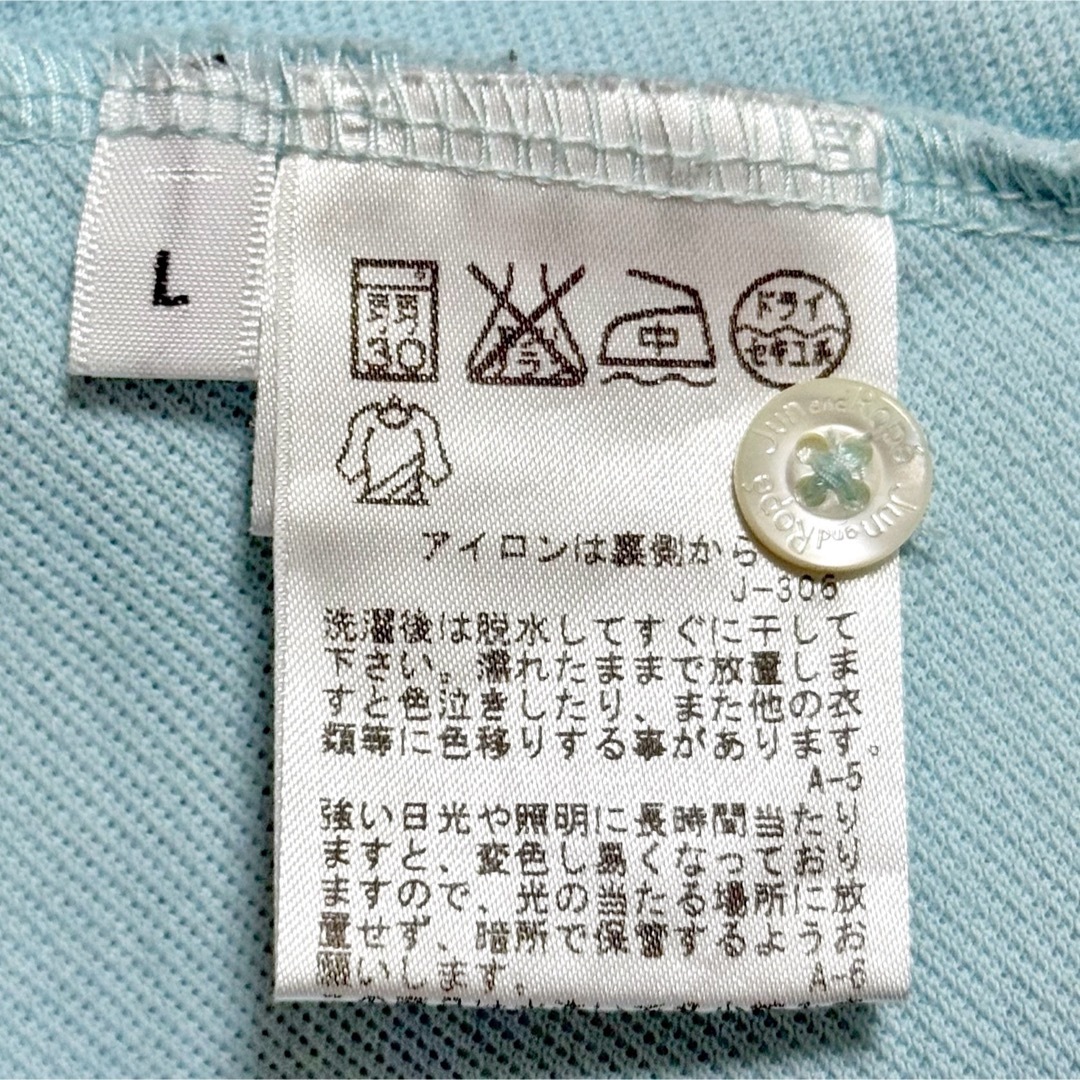 L
弱
30
中
ドライ
セキユ系
アイロンは裏側から
J-306
Jun and Ropé Jun and Ropé
洗濯後は脱水してすぐに干して
下さい。濡れたままで放置しま
すと色泣きしたり、また他の衣
類等に色移りする事があります。
A-5
強い日光や照明に長時間当たり
ますと、変色し易くなっており
ますので、光の当たる場所に放
置せず、暗所で保管するようお
願いします。
A-6